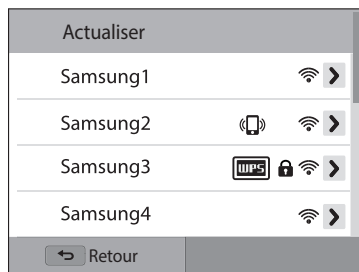 Actualiser
Samsung1
Samsung2
Samsung3 WPS
Samsung4
Retour